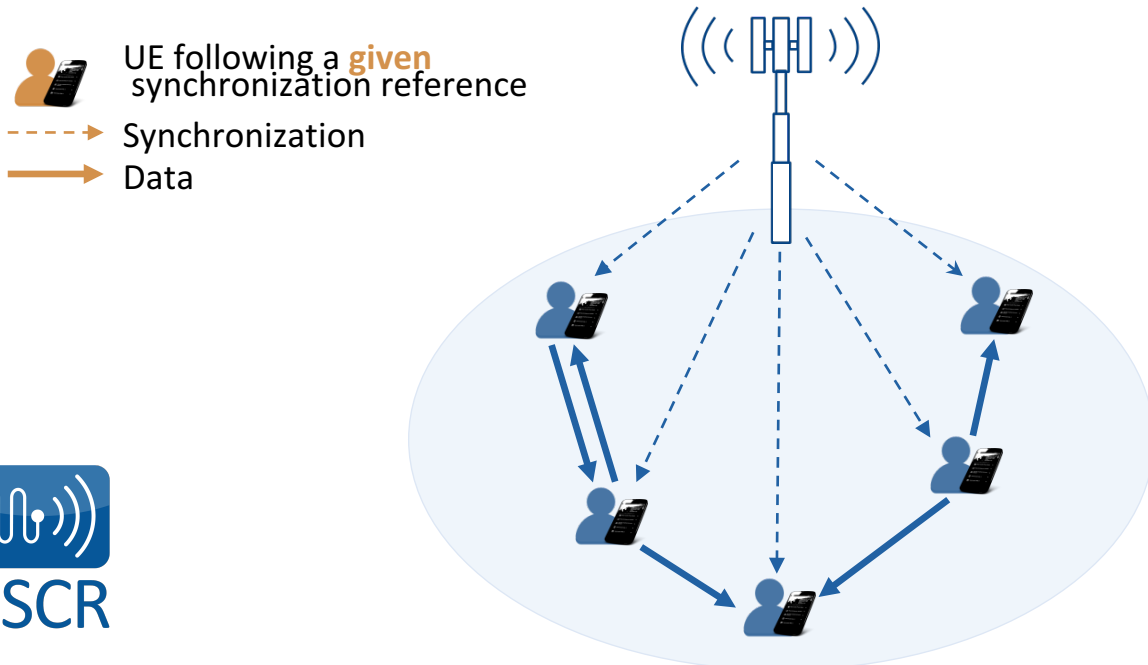 UE following a given
synchronization reference
Synchronization
Data
SCR